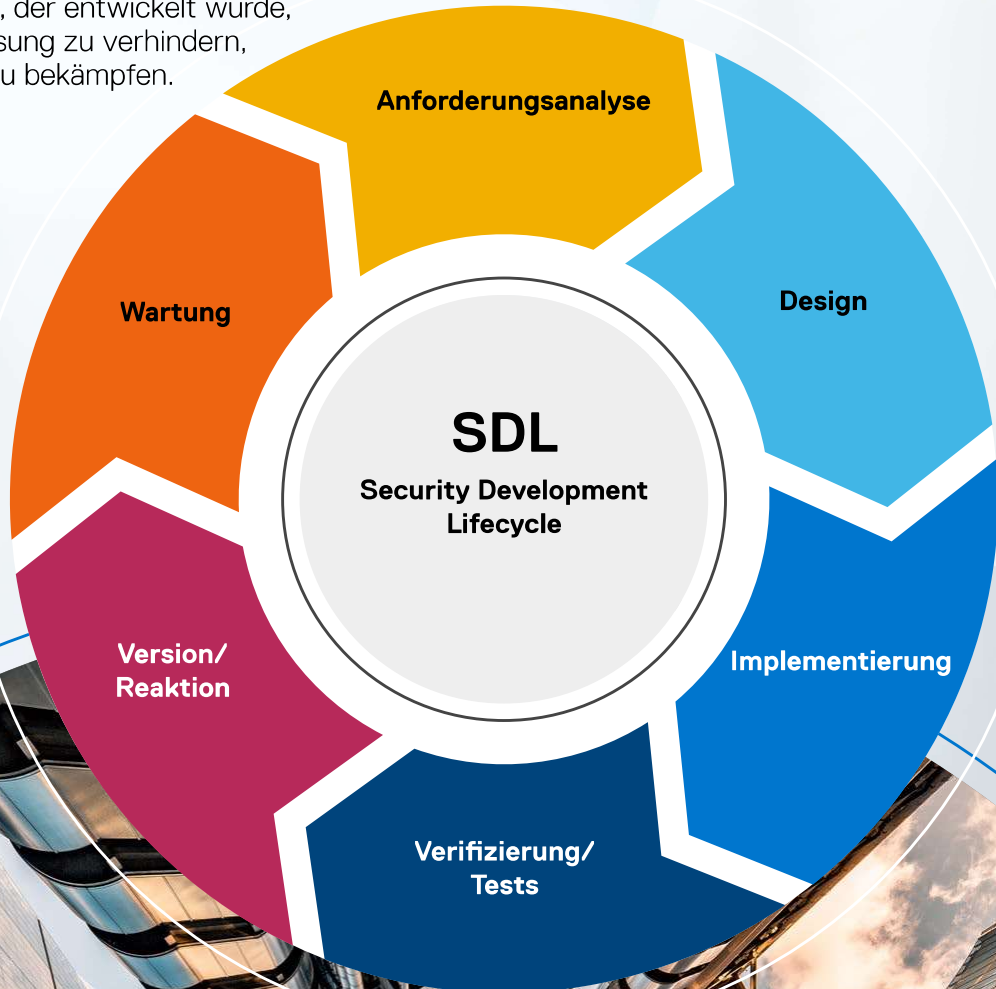 , der entwickelt wurde,
sung zu verhindern,
u bekämpfen.
Anforderungsanalyse
Design
Implementierung
Verifizierung/
Tests
Version/
Reaktion
Wartung
SDL
Security Development
Lifecycle